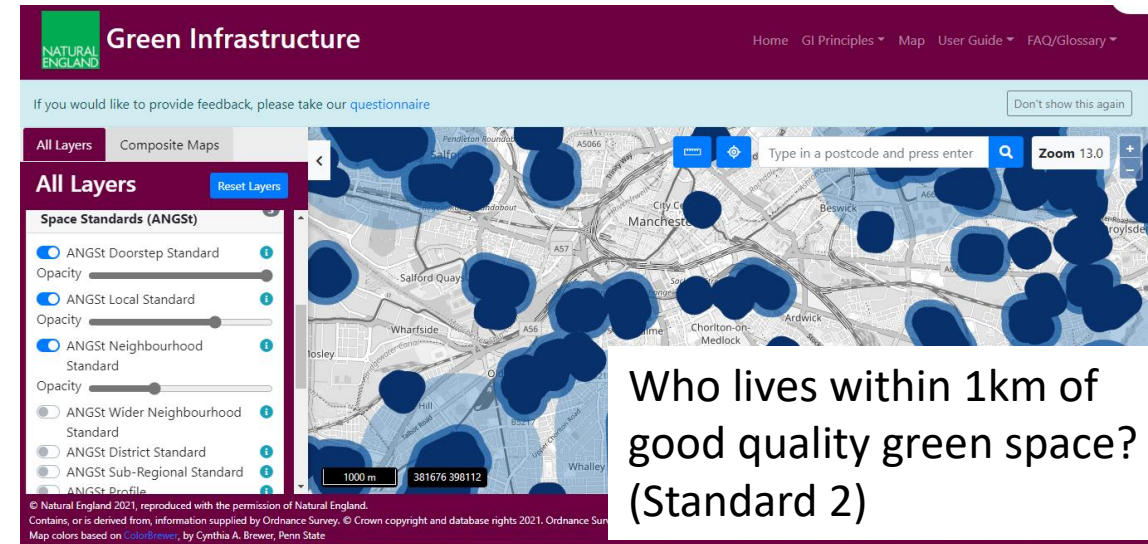 NATURAL
ENGLAND
Green Infrastructure
Home GI Principles Map User Guide FAQ/Glossary
If you would like to provide feedback, please take our questionnaire
Don't show this again
All Layers Composite Maps
All Layers
Reset Layers
Space Standards (ANGSt)
ANGSt Doorstep Standard
Opacity
ANGSt Local Standard
Opacity
ANGSt Neighbourhood
Standard
Opacity
ANGSt Wider Neighbourhood
Standard
ANGSt District Standard
ANGSt Sub-Regional Standard
ANGSt Profile
Type in a postcode and press enter
Zoom 13.0
+
−
Pendleton
A5066
City
Manchester
Beswick
A57
Salford Quays
Wharfside
A56
Chorlton-on-
Medlock
Ardwick
Hill
B5217
Whalley
1000 m
381676 398112
Who lives within 1km of
good quality green space?
(Standard 2)
© Natural England 2021, reproduced with the permission of Natural England.
Contains, or is derived from, information supplied by Ordnance Survey. © Crown copyright and database rights 2021. Ordnance
Map colors based on ColorBrewer, by Cynthia A. Brewer, Penn State